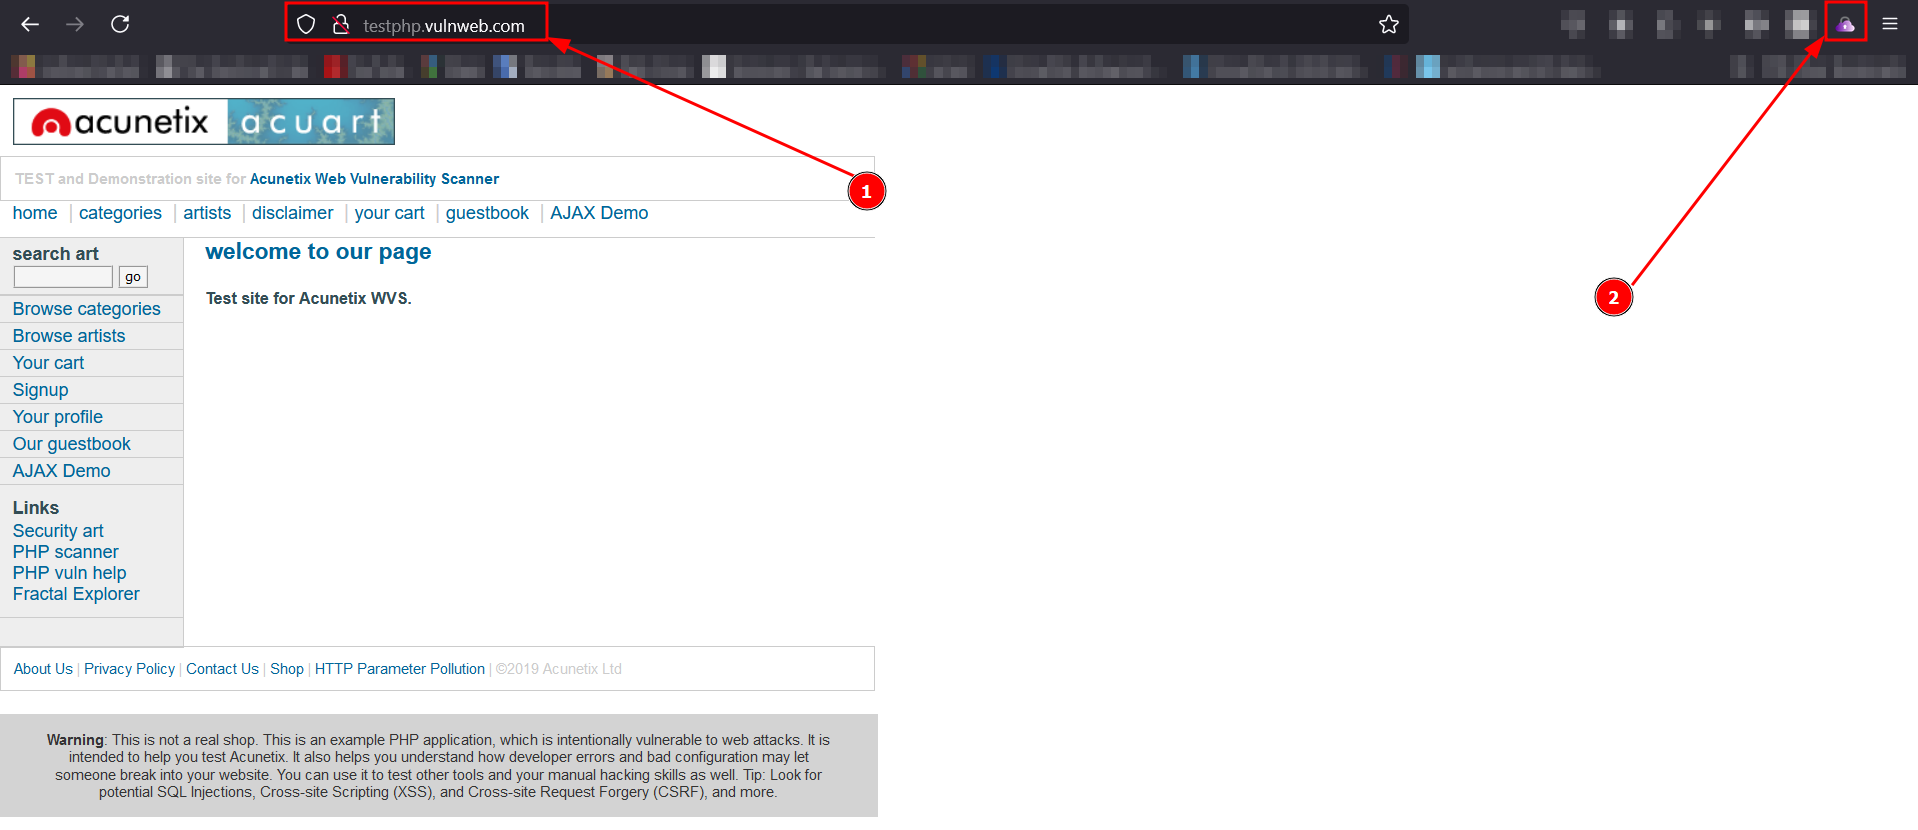 testphp.vulnweb.com
acunetix acuart
TEST and Demonstration site for Acunetix Web Vulnerability Scanner
1
home | categories | artists | disclaimer | your cart | guestbook | AJAX Demo
search art
go
Browse categories
Browse artists
Your cart
Signup
Your profile
Our guestbook
AJAX Demo
Links
Security art
PHP scanner
PHP vuln help
Fractal Explorer
welcome to our page
Test site for Acunetix WVS.
2
About Us | Privacy Policy | Contact Us | Shop | HTTP Parameter Pollution | ©2019 Acunetix Ltd
Warning: This is not a real shop. This is an example PHP application, which is intentionally vulnerable to web attacks. It is
intended to help you test Acunetix. It also helps you understand how developer errors and bad configuration may let
someone break into your website. You can use it to test other tools and your manual hacking skills as well. Tip: Look for
potential SQL Injections, Cross-site Scripting (XSS), and Cross-site Request Forgery (CSRF), and more.